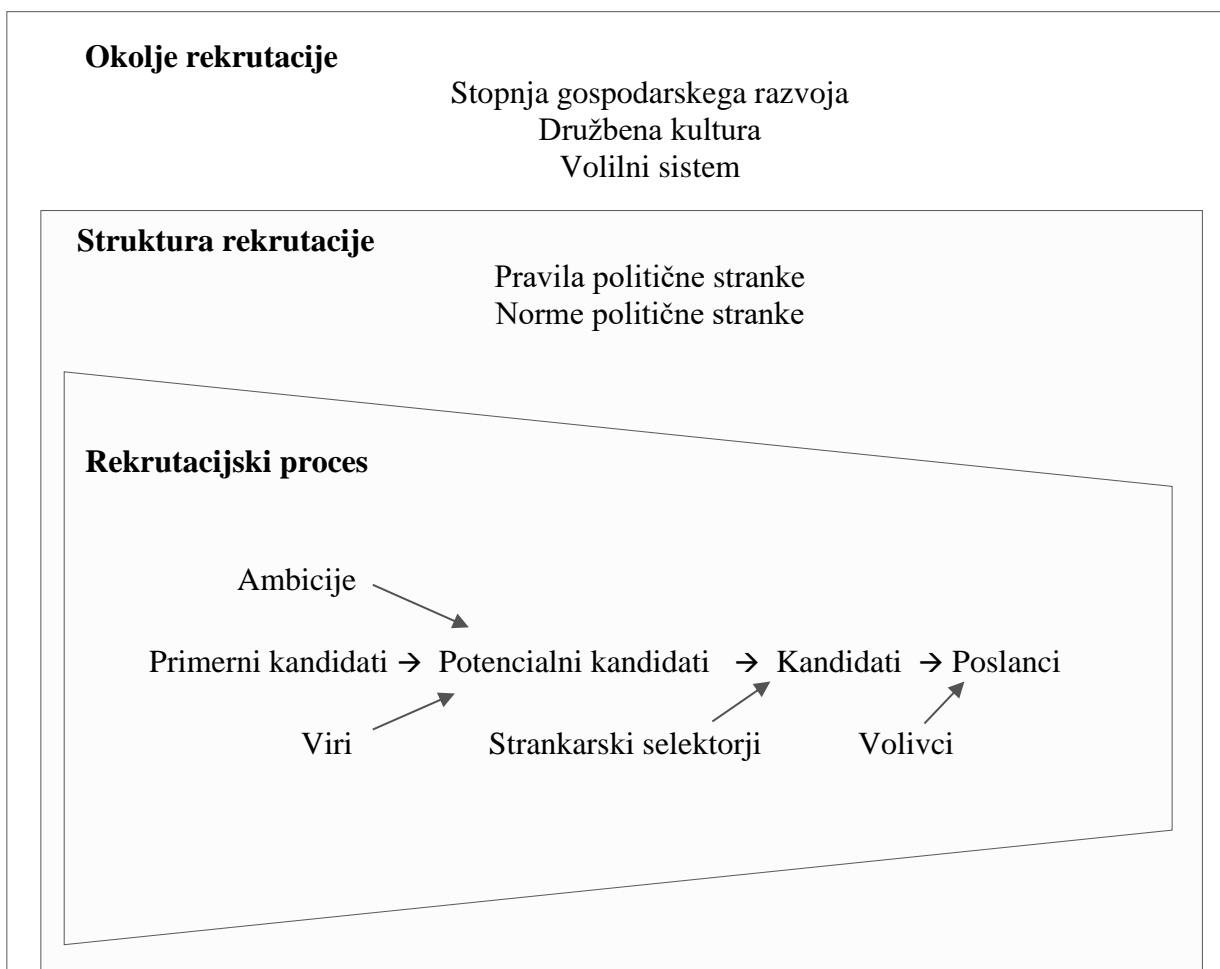 Okolje rekrutacije
Stopnja gospodarskega razvoja
Družbena kultura
Volilni sistem
Struktura rekrutacije
Pravila politične stranke
Norme politične stranke
Rekrutacijski proces
Ambicije
Primerni kandidati → Potencialni kandidati → Kandidati → Poslanci
Viri Strankarski selektorji Volivci